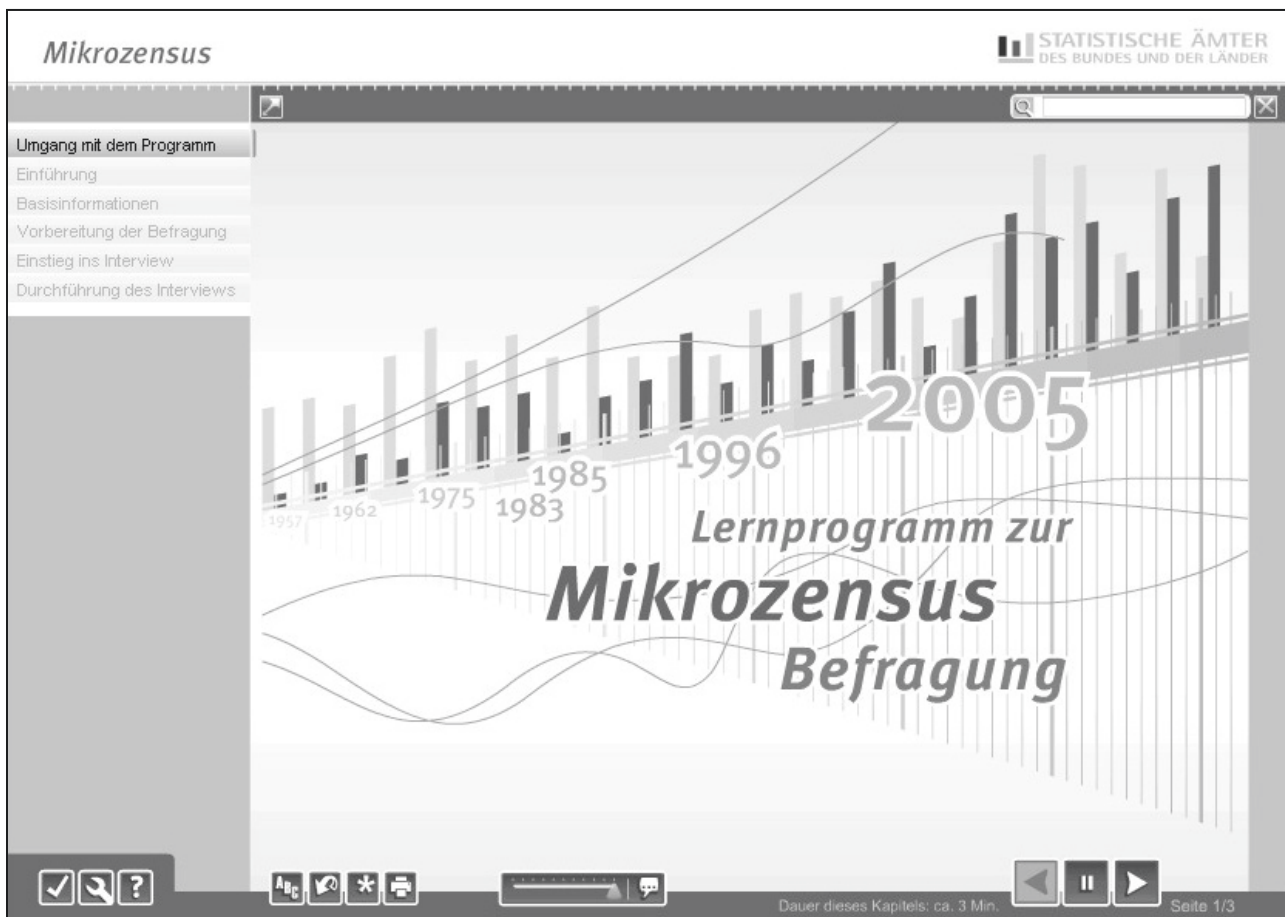 Mikrozensus
STATISTISCHE ÄMTER
DES BUNDES UND DER LÄNDER
Umgang mit dem Programm
Einführung
Basisinformationen
Vorbereitung der Befragung
Einstieg ins Interview
Durchführung des Interviews
1957
1962
1975
1983
1985
1996
2005
Lernprogramm zur
Mikrozensus
Befragung
?
ABC
*
Dauer dieses Kapitels: ca. 3 Min.
Seite 1/3